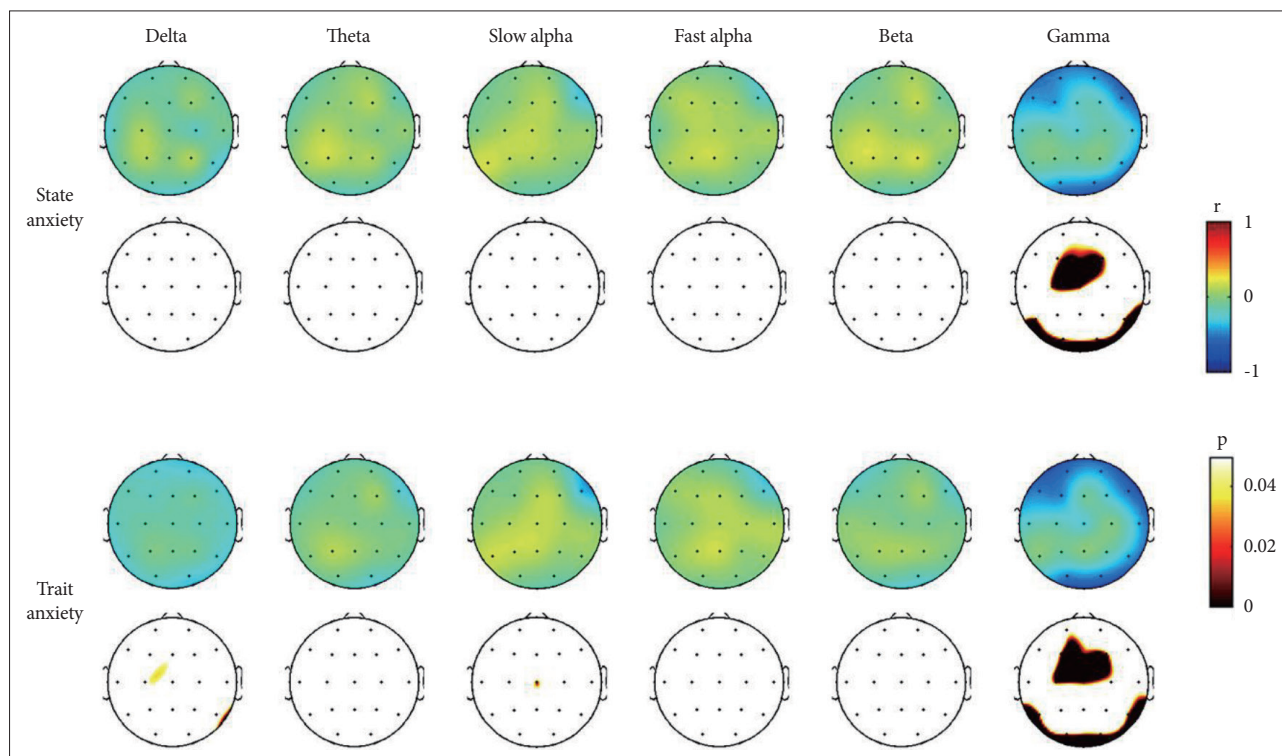 Delta Theta Slow alpha Fast alpha Beta Gamma
State
anxiety
r
1
0
-1
Trait
anxiety
p
0.04
0.02
0